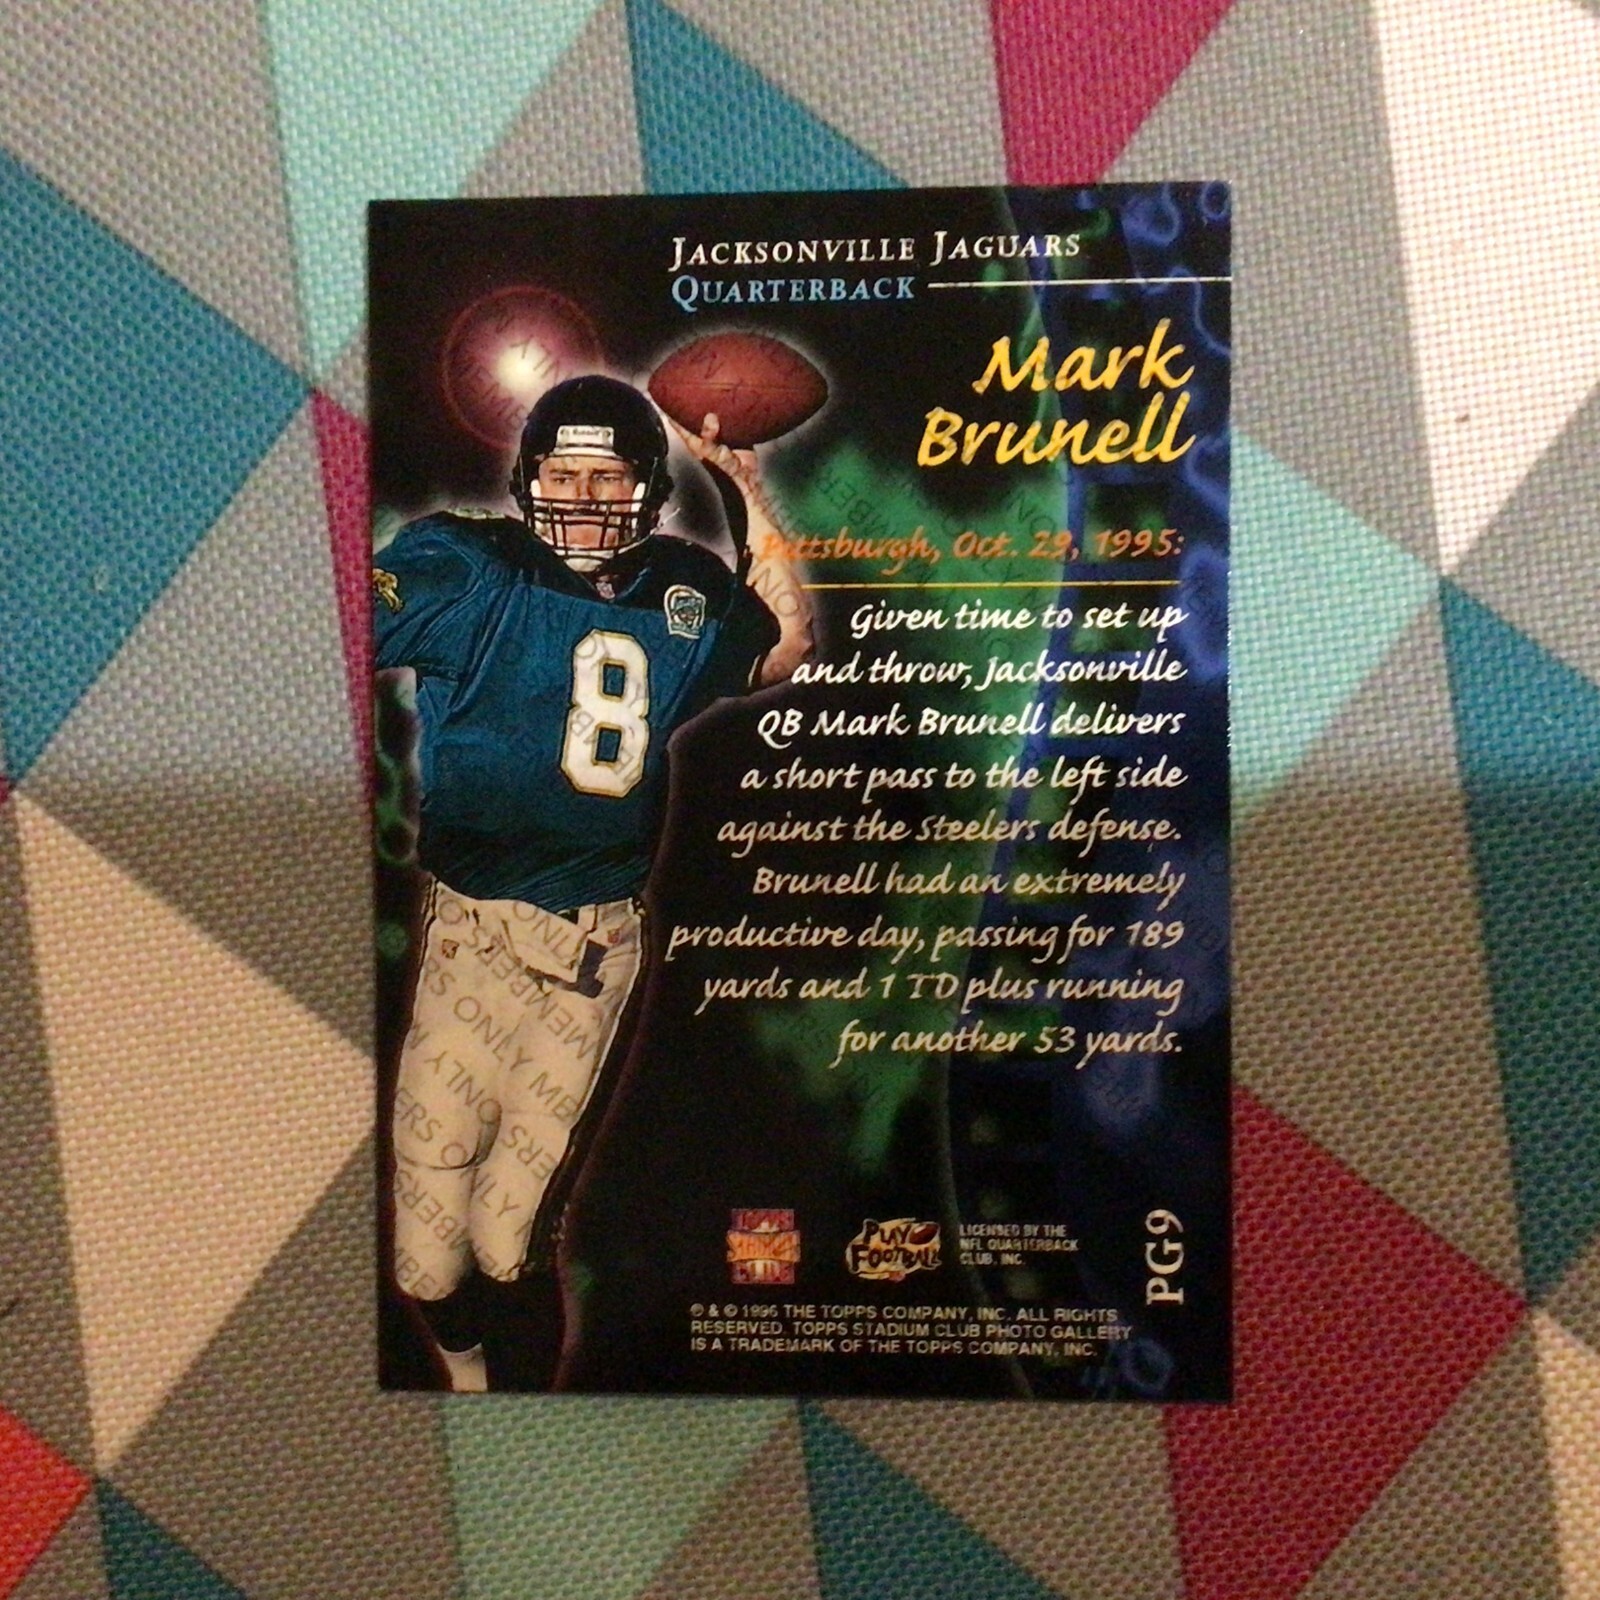 JACKSONVILLE JAGUARS
QUARTERBACK
Mark
Brunell
Pittsburgh, Oct. 29, 1995:
Given time to set up
and throw, Jacksonville
QB Mark Brunell delivers
a short pass to the left side
against the Steelers defense.
Brunell had an extremely
productive day, passing for 189
yards and 1 TD plus running
for another 53 yards.
8
MEMBERS ONLY
TOPPS
STADIUM
CLUB
PLAY
FOOTBALL
LICENSED BY THE
NFL QUARTERBACK
CLUB, INC.
PG9
® & © 1996 THE TOPPS COMPANY, INC. ALL RIGHTS
RESERVED. TOPPS STADIUM CLUB PHOTO GALLERY
IS A TRADEMARK OF THE TOPPS COMPANY, INC.